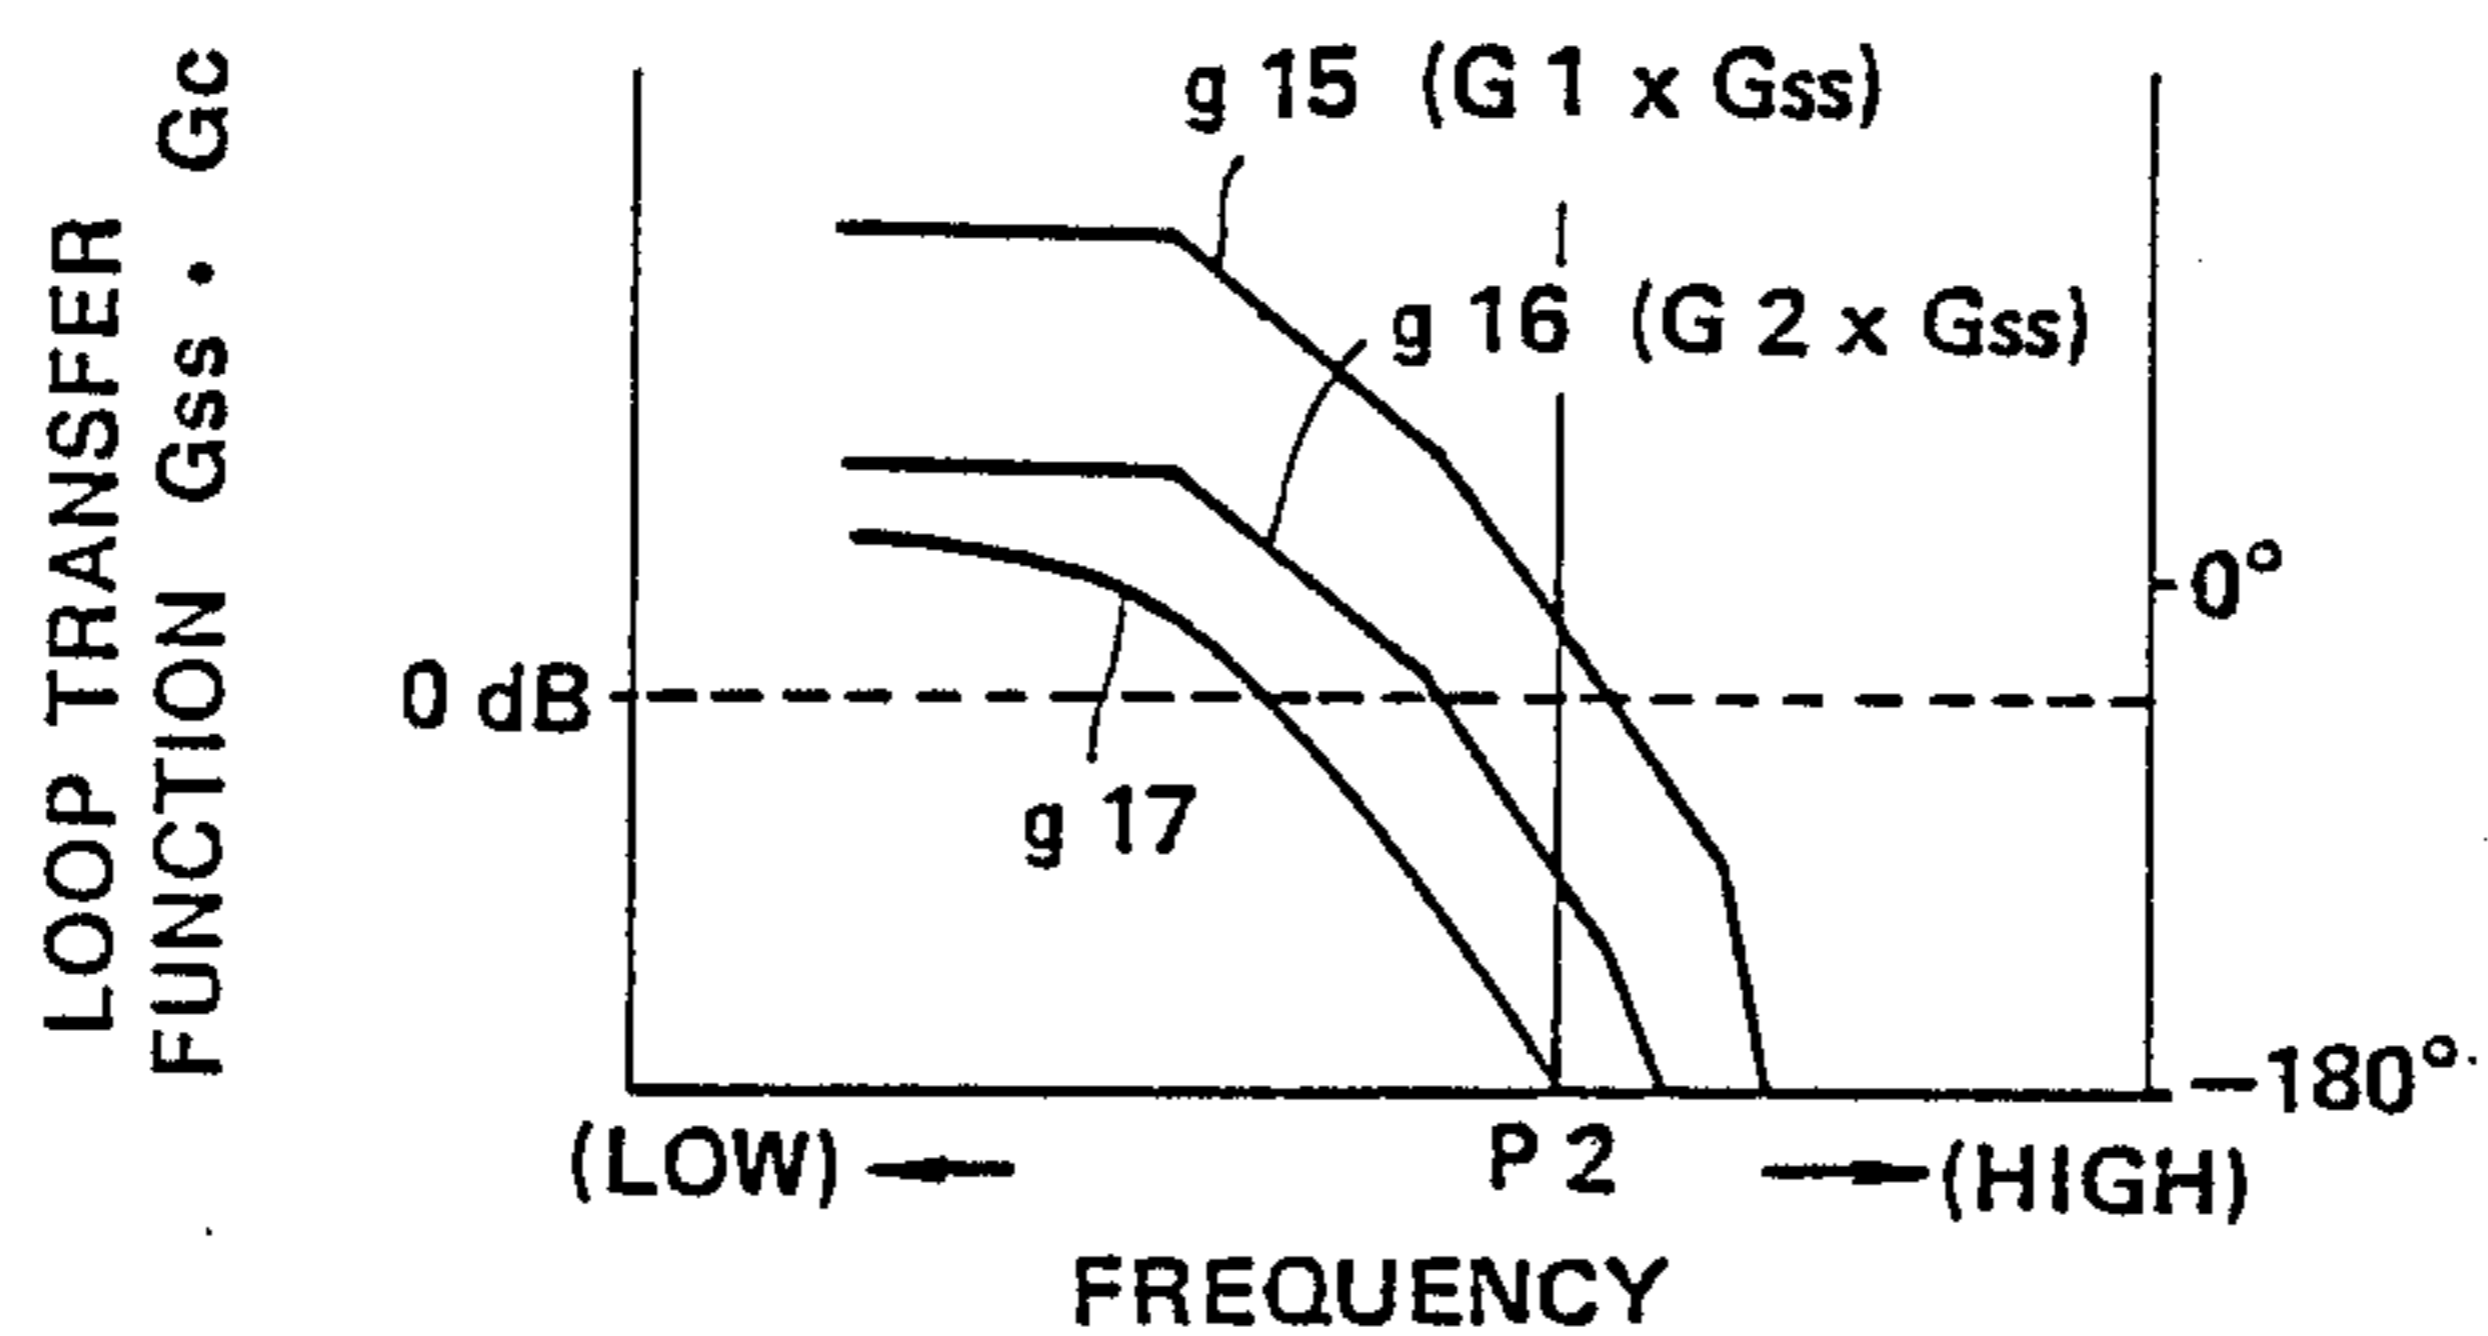 LOOP TRANSFER
FUNCTION Gss · Gc
g 15 (G 1 x Gss)
g 16 (G 2 x Gss)
0°
0 dB
g 17
-180°
(LOW)
P 2
(HIGH)
FREQUENCY